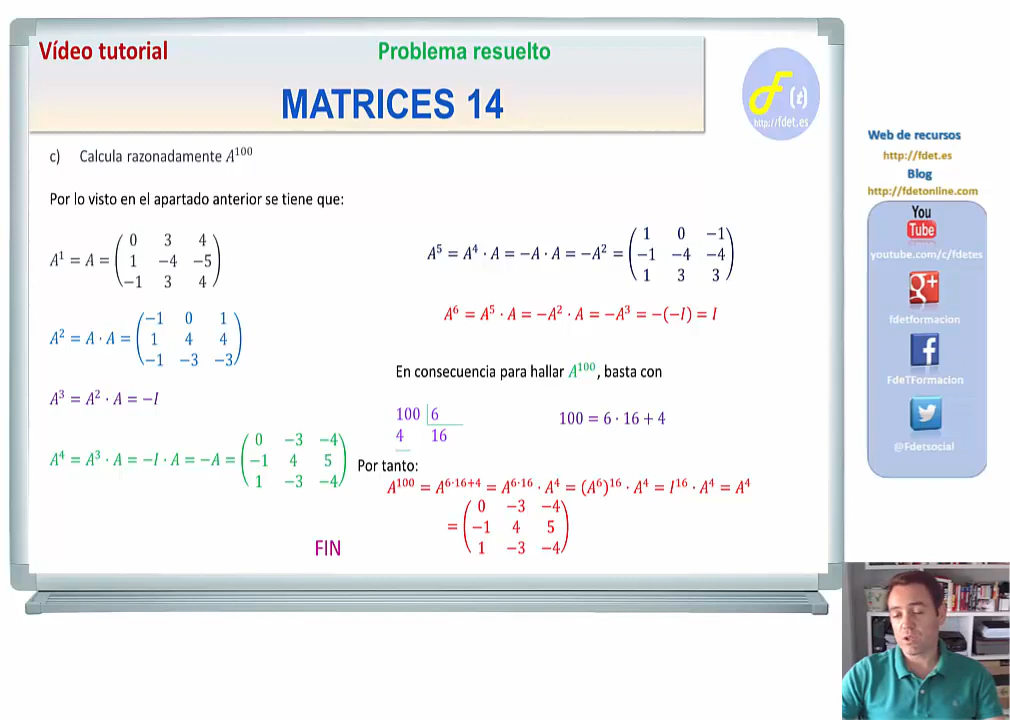 Vídeo tutorial
Problema resuelto
MATRICES 14
F (t)
http://fdet.es
c) Calcula razonadamente A^100
Por lo visto en el apartado anterior se tiene que:
A^1 = A = ( 0 3 4
1 −4 −5
−1 3 4 )
A^2 = A · A = ( −1 0 1
1 4 4
−1 −3 −3 )
A^3 = A^2 · A = −I
A^4 = A^3 · A = −I · A = −A = ( 0 −3 −4
−1 4 5
1 −3 −4 )
FIN
A^5 = A^4 · A = −A · A = −A^2 = ( 1 0 −1
−1 −4 −4
1 3 3 )
A^6 = A^5 · A = −A^2 · A = −A^3 = −(−I) = I
En consecuencia para hallar A^100, basta con
100 6
4 16
100 = 6 · 16 + 4
Por tanto:
A^100 = A^6·16+4 = A^6·16 · A^4 = (A^6)^16 · A^4 = I^16 · A^4 = A^4
= ( 0 −3 −4
−1 4 5
1 −3 −4 )
Web de recursos
http://fdet.es
Blog
http://fdetonline.com
You
Tube
youtube.com/c/fdetes
g+
fdetformacion
f
FdeTFormacion
@Fdetsocial